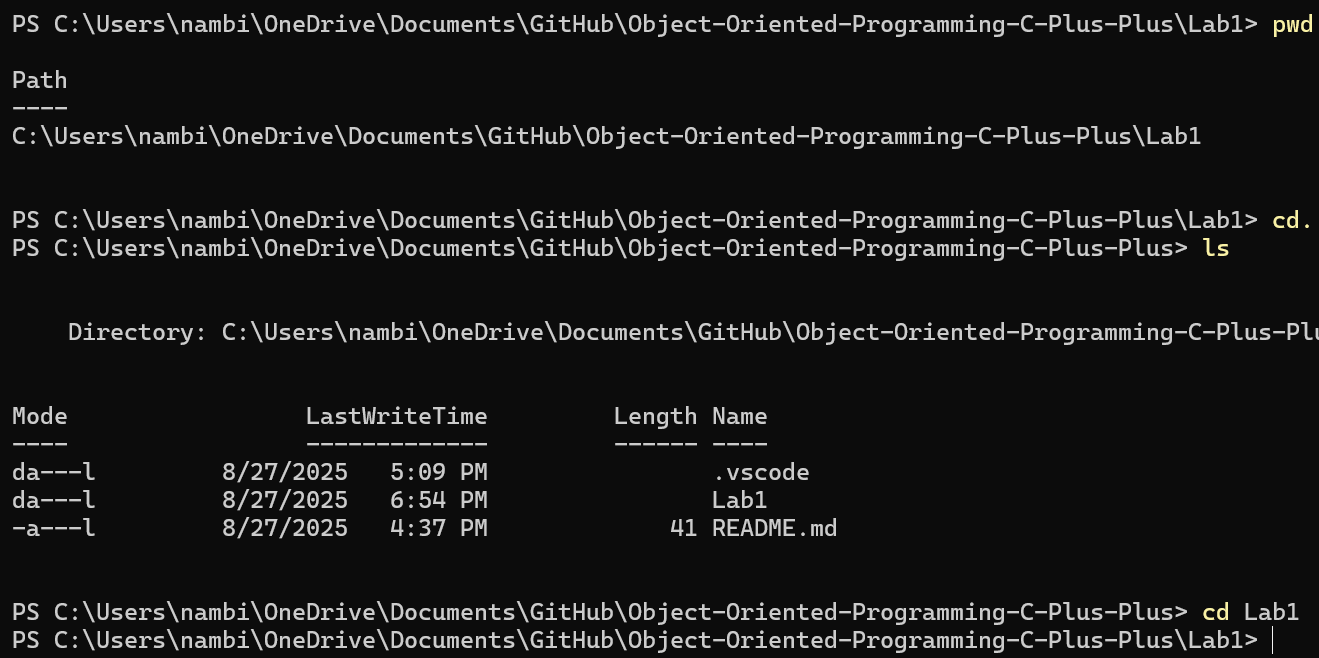 PS C:\Users\nambi\OneDrive\Documents\GitHub\Object-Oriented-Programming-C-Plus-Plus\Lab1> pwd
Path
----
C:\Users\nambi\OneDrive\Documents\GitHub\Object-Oriented-Programming-C-Plus-Plus\Lab1
PS C:\Users\nambi\OneDrive\Documents\GitHub\Object-Oriented-Programming-C-Plus-Plus\Lab1> cd.
PS C:\Users\nambi\OneDrive\Documents\GitHub\Object-Oriented-Programming-C-Plus-Plus> ls
Directory: C:\Users\nambi\OneDrive\Documents\GitHub\Object-Oriented-Programming-C-Plus-Plu
Mode LastWriteTime Length Name
---- ------------- ------ ----
da---l 8/27/2025 5:09 PM .vscode
da---l 8/27/2025 6:54 PM Lab1
-a---l 8/27/2025 4:37 PM 41 README.md
PS C:\Users\nambi\OneDrive\Documents\GitHub\Object-Oriented-Programming-C-Plus-Plus> cd Lab1
PS C:\Users\nambi\OneDrive\Documents\GitHub\Object-Oriented-Programming-C-Plus-Plus\Lab1>